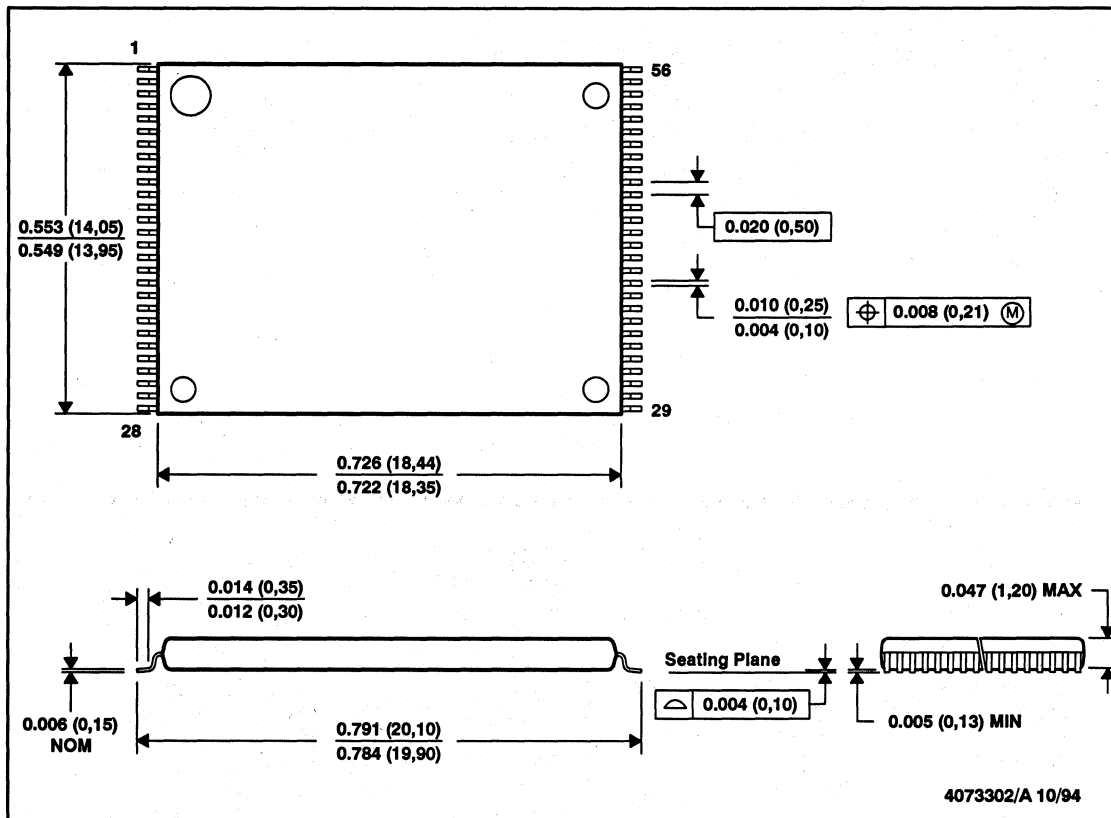 1
56
0.553 (14,05)
0.549 (13,95)
0.020 (0,50)
0.010 (0,25)
0.004 (0,10)
⌖ 0.008 (0,21) Ⓜ
28
29
0.726 (18,44)
0.722 (18,35)
0.014 (0,35)
0.012 (0,30)
0.047 (1,20) MAX
Seating Plane
0.006 (0,15)
NOM
0.791 (20,10)
0.784 (19,90)
⌓ 0.004 (0,10)
0.005 (0,13) MIN
4073302/A 10/94